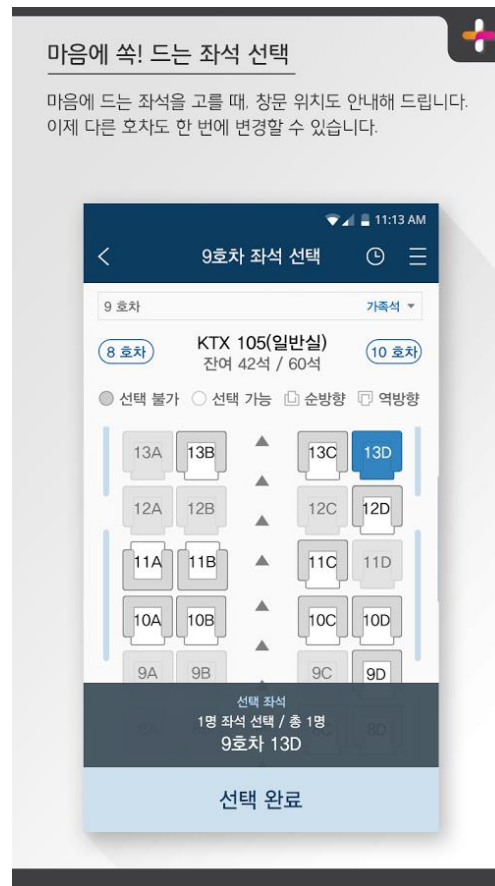 마음에 쏙! 드는 좌석 선택
마음에 드는 좌석을 고를 때, 창문 위치도 안내해 드립니다.
이제 다른 호차도 한 번에 변경할 수 있습니다.
11:13 AM
9호차 좌석 선택
9 호차 가족석
8 호차 KTX 105(일반실) 10 호차
잔여 42석 / 60석
선택 불가 선택 가능 순방향 역방향
13A 13B 13C 13D
12A 12B 12C 12D
11A 11B 11C 11D
10A 10B 10C 10D
9A 9B 9C 9D
선택 좌석
1명 좌석 선택 / 총 1명
8D
9호차 13D
선택 완료